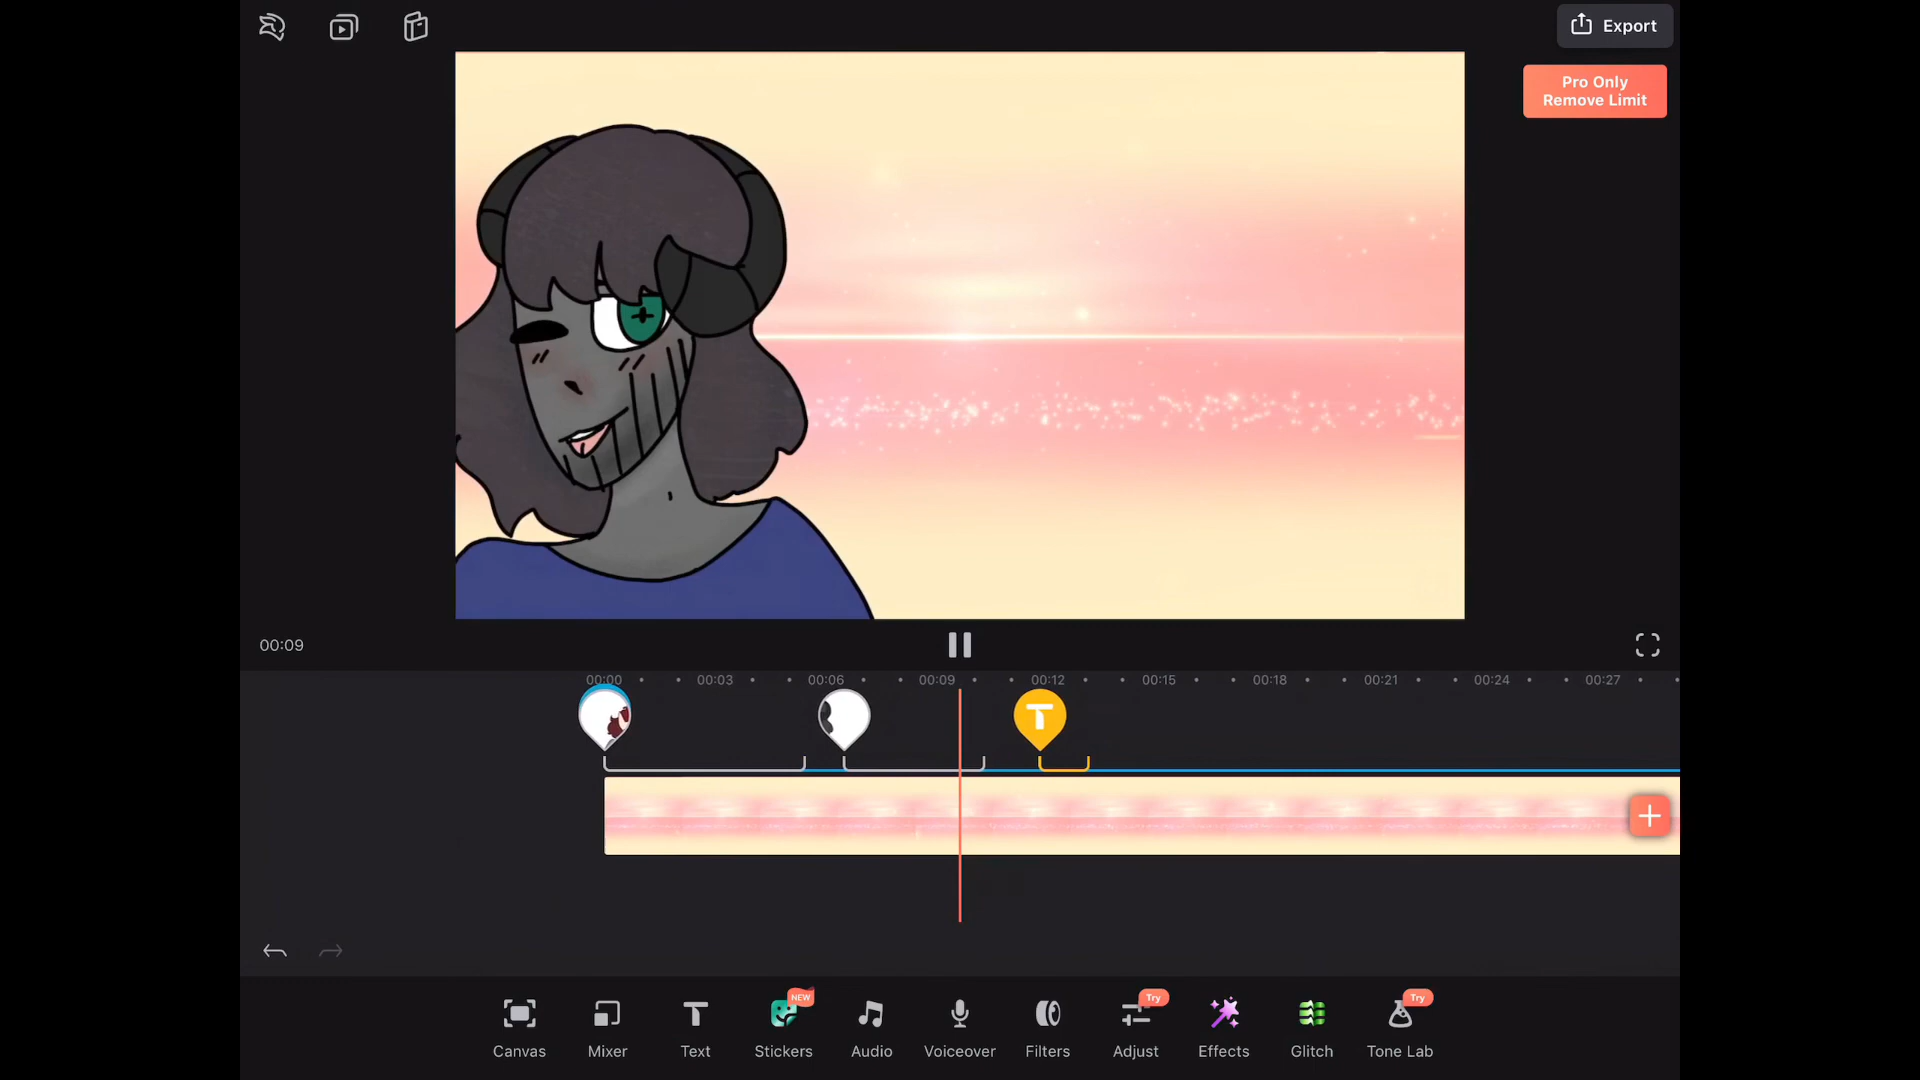 Export
Pro Only
Remove Limit
00:09
00:00 00:03 00:06 00:09 00:12 00:15 00:18 00:21 00:24 00:27
T
NEW Try Try
Canvas Mixer Text Stickers Audio Voiceover Filters Adjust Effects Glitch Tone Lab